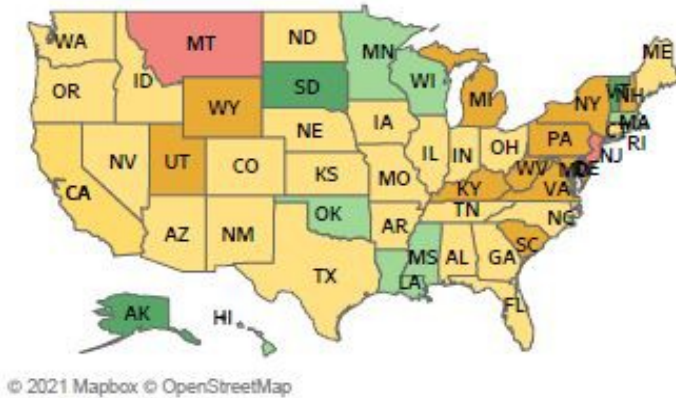 WA MT ND MN ME
OR ID SD WI VT NH
WY MI NY MA
NE IA PA CT RI
NV UT CO IL IN OH NJ
CA KS MO WV VA DE
KY
AZ NM OK AR TN NC
TX MS AL GA SC
LA
AK HI FL
© 2021 Mapbox © OpenStreetMap